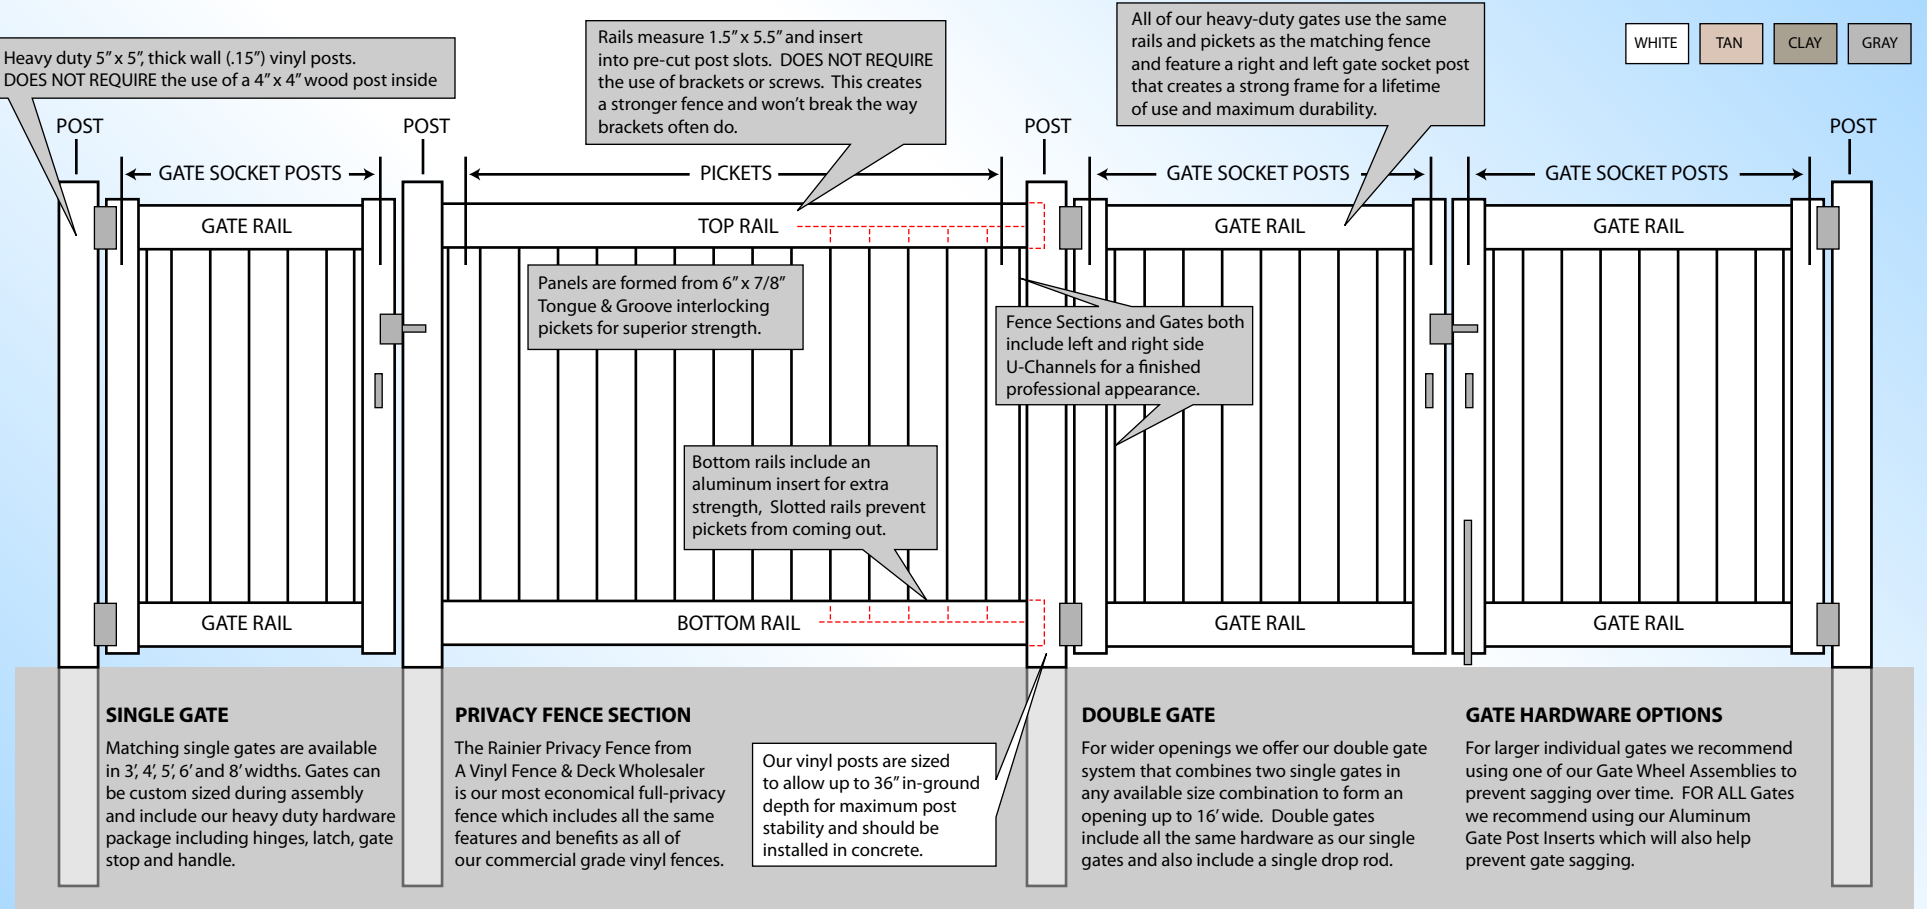 Heavy duty 5” x 5”, thick wall (.15”) vinyl posts.
DOES NOT REQUIRE the use of a 4” x 4” wood post inside
Rails measure 1.5” x 5.5” and insert
into pre-cut post slots.  DOES NOT REQUIRE
the use of brackets or screws.  This creates
a stronger fence and won’t break the way
brackets often do.
All of our heavy-duty gates use the same
rails and pickets as the matching fence
and feature a right and left gate socket post
that creates a strong frame for a lifetime
of use and maximum durability.
WHITE
TAN
CLAY
GRAY
POST
POST
POST
POST
GATE SOCKET POSTS
PICKETS
GATE SOCKET POSTS
GATE SOCKET POSTS
GATE RAIL
TOP RAIL
GATE RAIL
GATE RAIL
Panels are formed from 6” x 7/8”
Tongue & Groove interlocking
pickets for superior strength.
Fence Sections and Gates both
include left and right side
U-Channels for a finished
professional appearance.
Bottom rails include an
aluminum insert for extra
strength,  Slotted rails prevent
pickets from coming out.
GATE RAIL
BOTTOM RAIL
GATE RAIL
GATE RAIL
SINGLE GATE
Matching single gates are available
in 3’, 4’, 5’, 6’ and 8’ widths. Gates can
be custom sized during assembly
and include our heavy duty hardware
package including hinges, latch, gate
stop and handle.
PRIVACY FENCE SECTION
The Rainier Privacy Fence from
A Vinyl Fence & Deck Wholesaler
is our most economical full-privacy
fence which includes all the same
features and benefits as all of
our commercial grade vinyl fences.
Our vinyl posts are sized
to allow up to 36” in-ground
depth for maximum post
stability and should be
installed in concrete.
DOUBLE GATE
For wider openings we offer our double gate
system that combines two single gates in
any available size combination to form an
opening up to 16’ wide.  Double gates
include all the same hardware as our single
gates and also include a single drop rod.
GATE HARDWARE OPTIONS
For larger individual gates we recommend
using one of our Gate Wheel Assemblies to
prevent sagging over time.  FOR ALL Gates
we recommend using our Aluminum
Gate Post Inserts which will also help
prevent gate sagging.